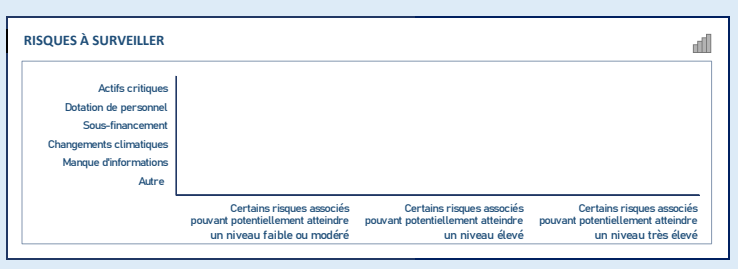 RISQUES À SURVEILLER
Actifs critiques
Dotation de personnel
Sous-financement
Changements climatiques
Manque d'informations
Autre
Certains risques associés
pouvant potentiellement atteindre
un niveau faible ou modéré
Certains risques associés
pouvant potentiellement atteindre
un niveau élevé
Certains risques associés
pouvant potentiellement atteindre
un niveau très élevé